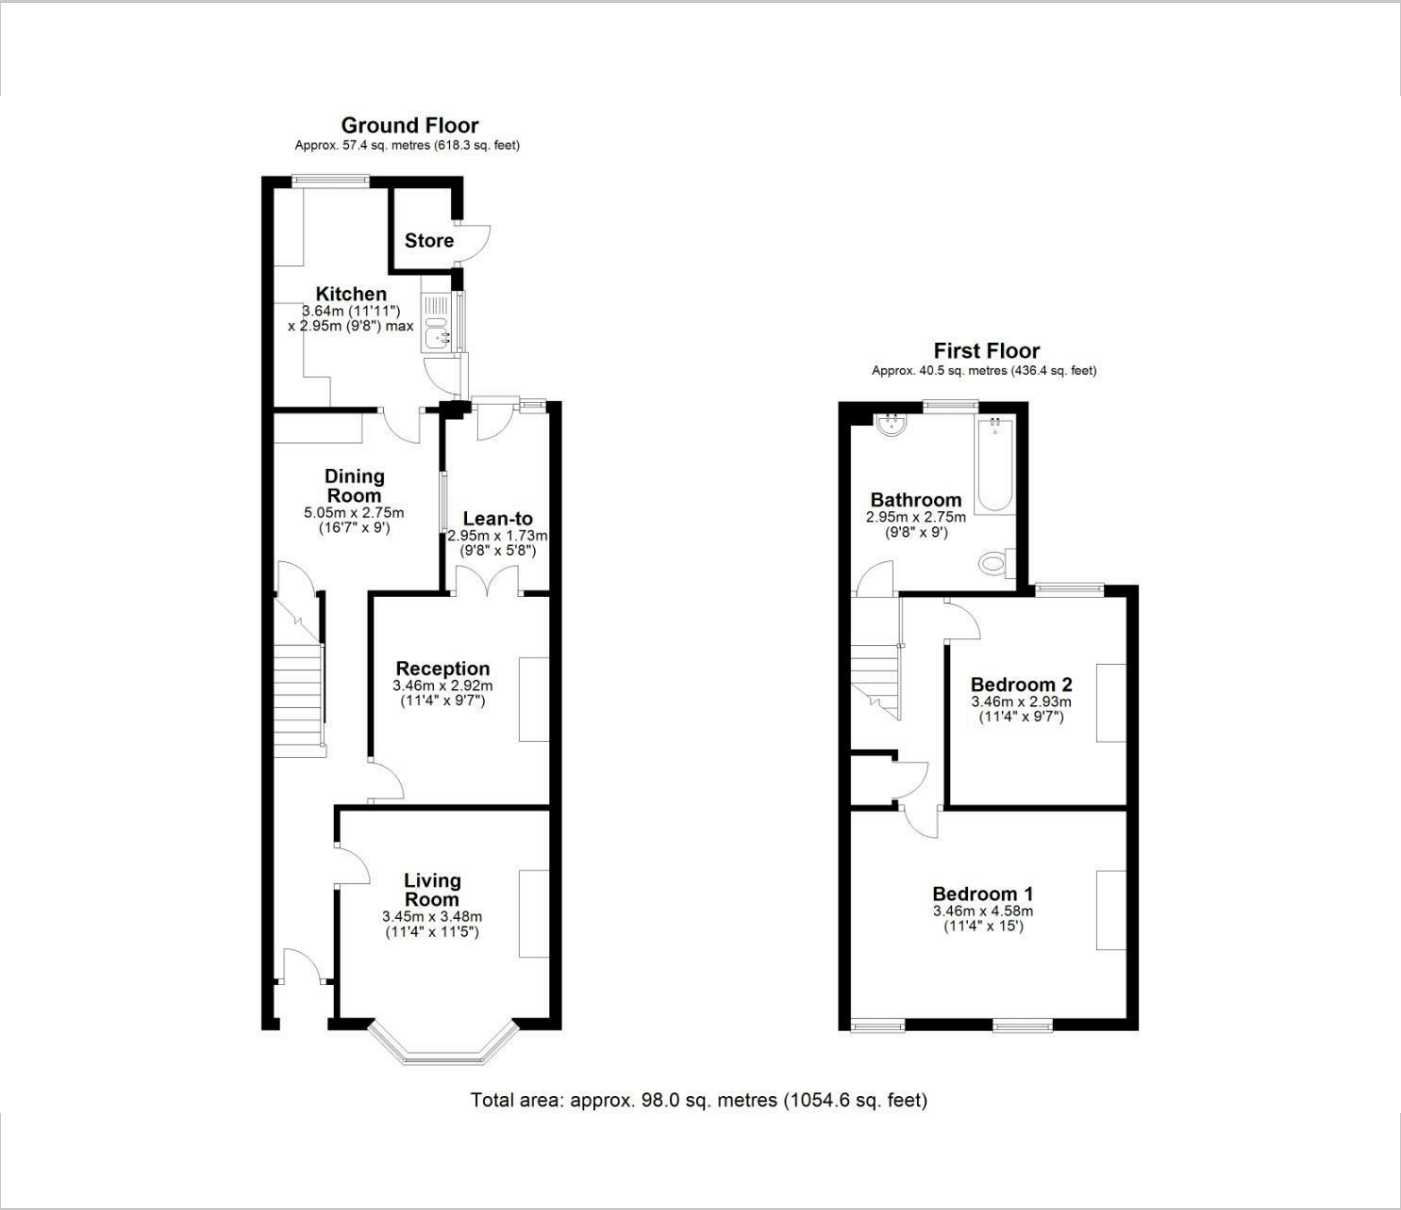 Ground Floor
Approx. 57.4 sq. metres (618.3 sq. feet)
Store
Kitchen
3.64m (11'11")
x 2.95m (9'8") max
Dining
Room
5.05m x 2.75m
(16'7" x 9')
Lean-to
2.95m x 1.73m
(9'8" x 5'8")
Reception
3.46m x 2.92m
(11'4" x 9'7")
Living
Room
3.45m x 3.48m
(11'4" x 11'5")
First Floor
Approx. 40.5 sq. metres (436.4 sq. feet)
Bathroom
2.95m x 2.75m
(9'8" x 9')
Bedroom 2
3.46m x 2.93m
(11'4" x 9'7")
Bedroom 1
3.46m x 4.58m
(11'4" x 15')
Total area: approx. 98.0 sq. metres (1054.6 sq. feet)